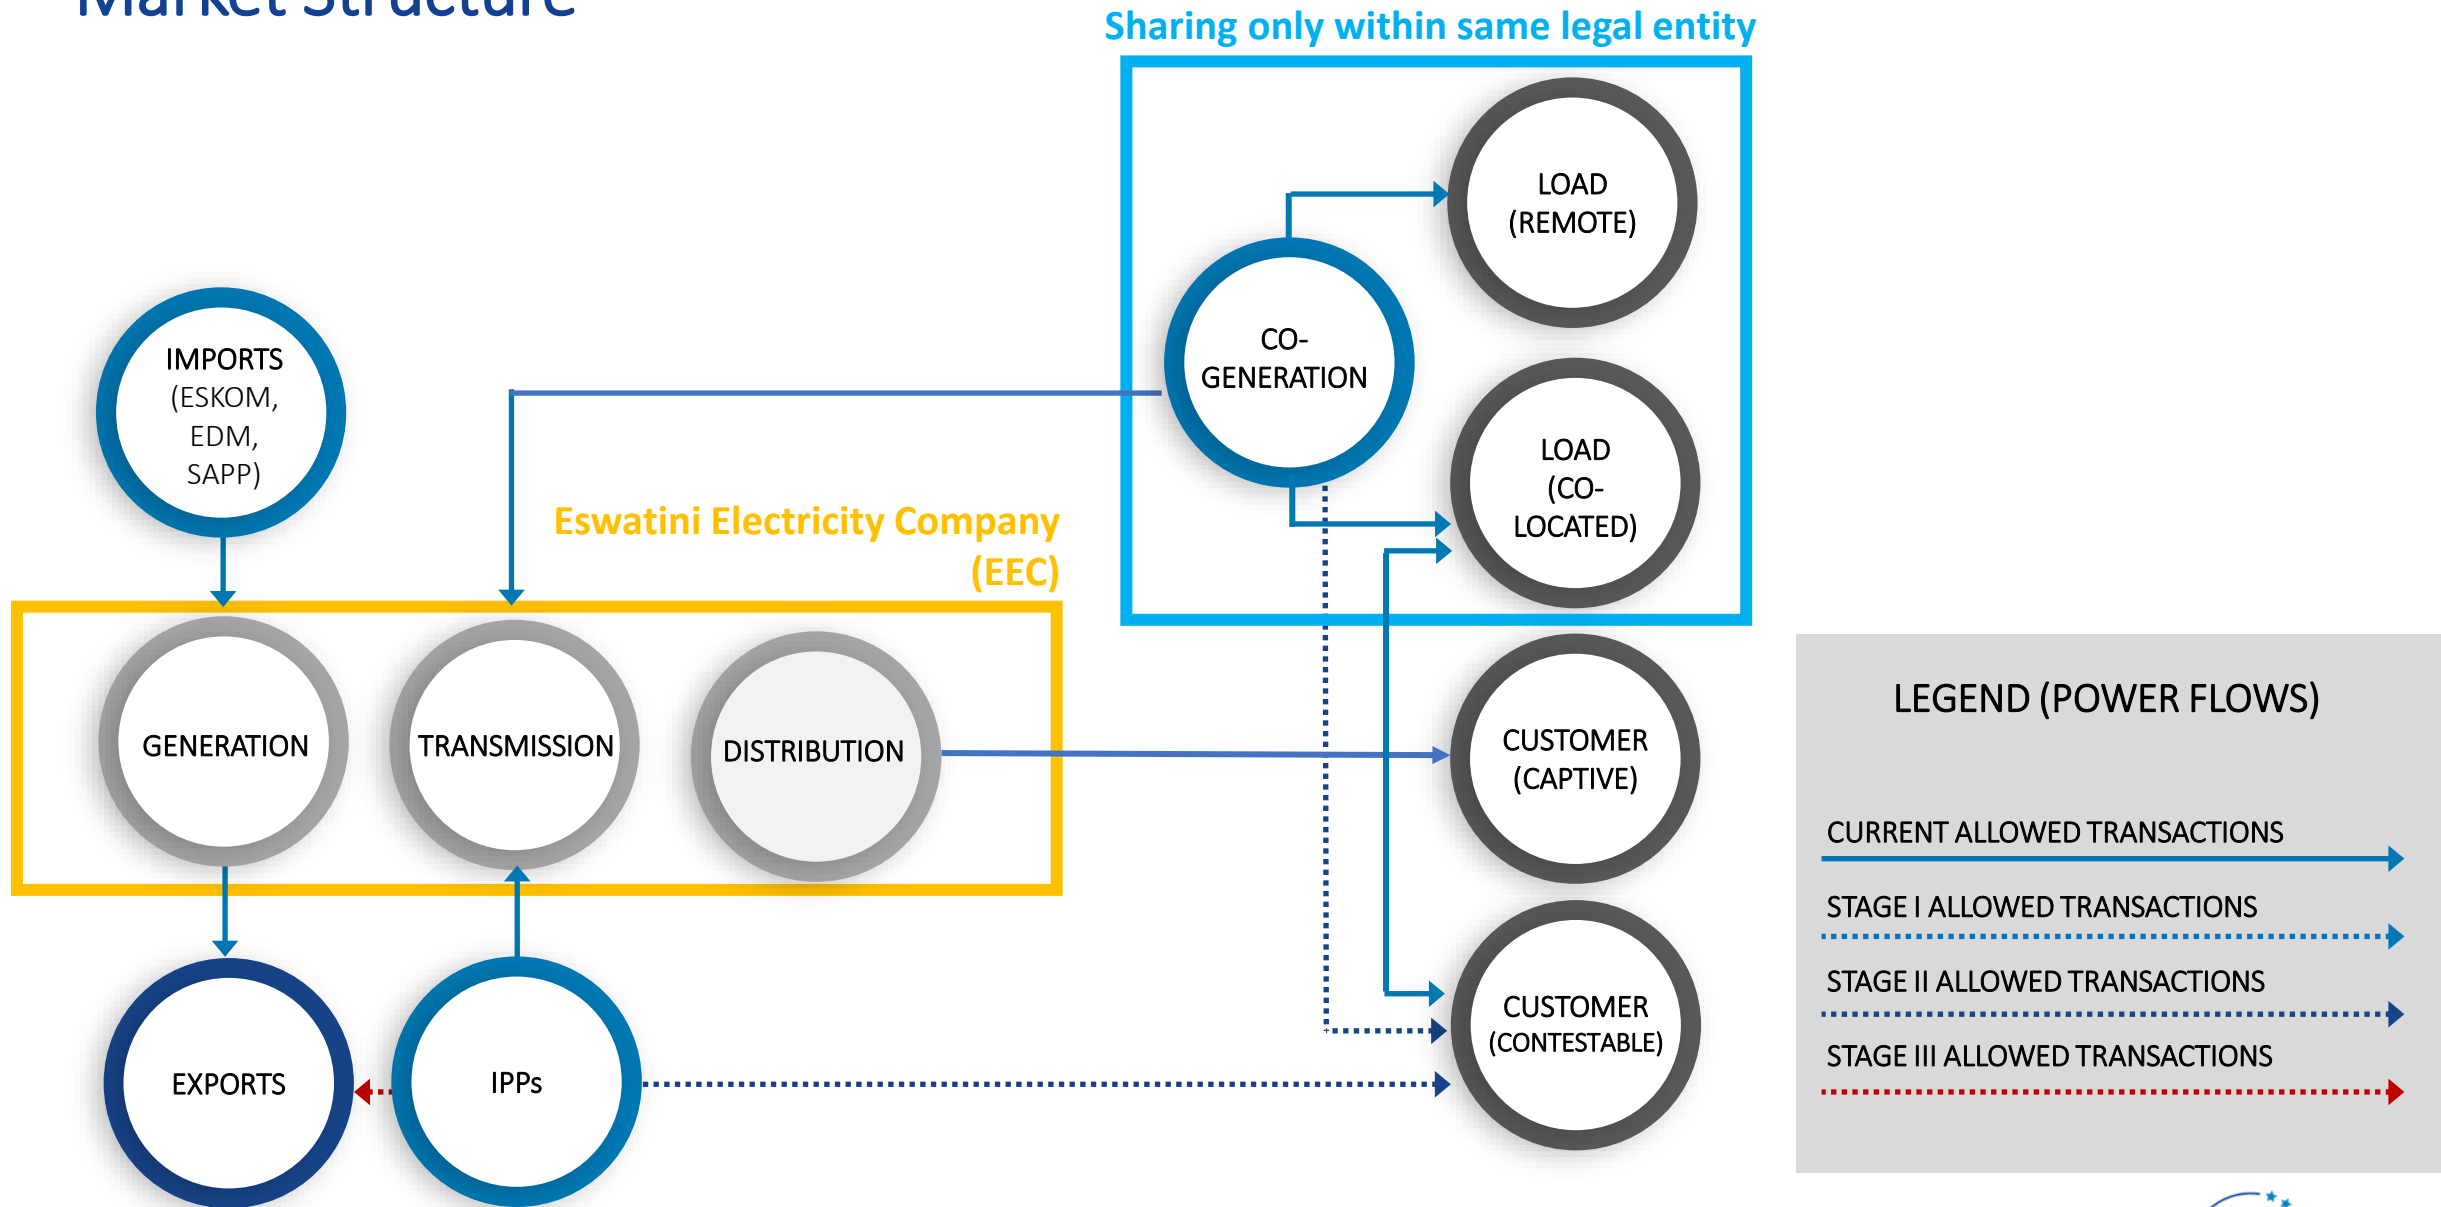 Market Structure
Sharing only within same legal entity
LOAD
(REMOTE)
CO-
GENERATION
IMPORTS
(ESKOM,
EDM,
SAPP)
LOAD
(CO-
LOCATED)
Eswatini Electricity Company
(EEC)
GENERATION
TRANSMISSION
DISTRIBUTION
CUSTOMER
(CAPTIVE)
EXPORTS
IPPs
CUSTOMER
(CONTESTABLE)
LEGEND (POWER FLOWS)
CURRENT ALLOWED TRANSACTIONS
STAGE I ALLOWED TRANSACTIONS
STAGE II ALLOWED TRANSACTIONS
STAGE III ALLOWED TRANSACTIONS